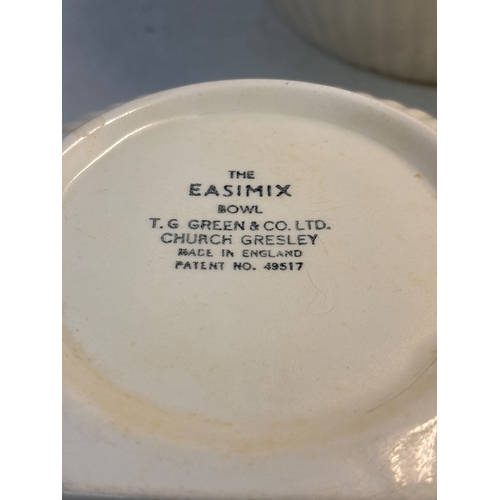 THE
EASIMIX
BOWL
T. G GREEN & CO. LTD.
CHURCH GRESLEY
MADE IN ENGLAND
PATENT NO. 49517